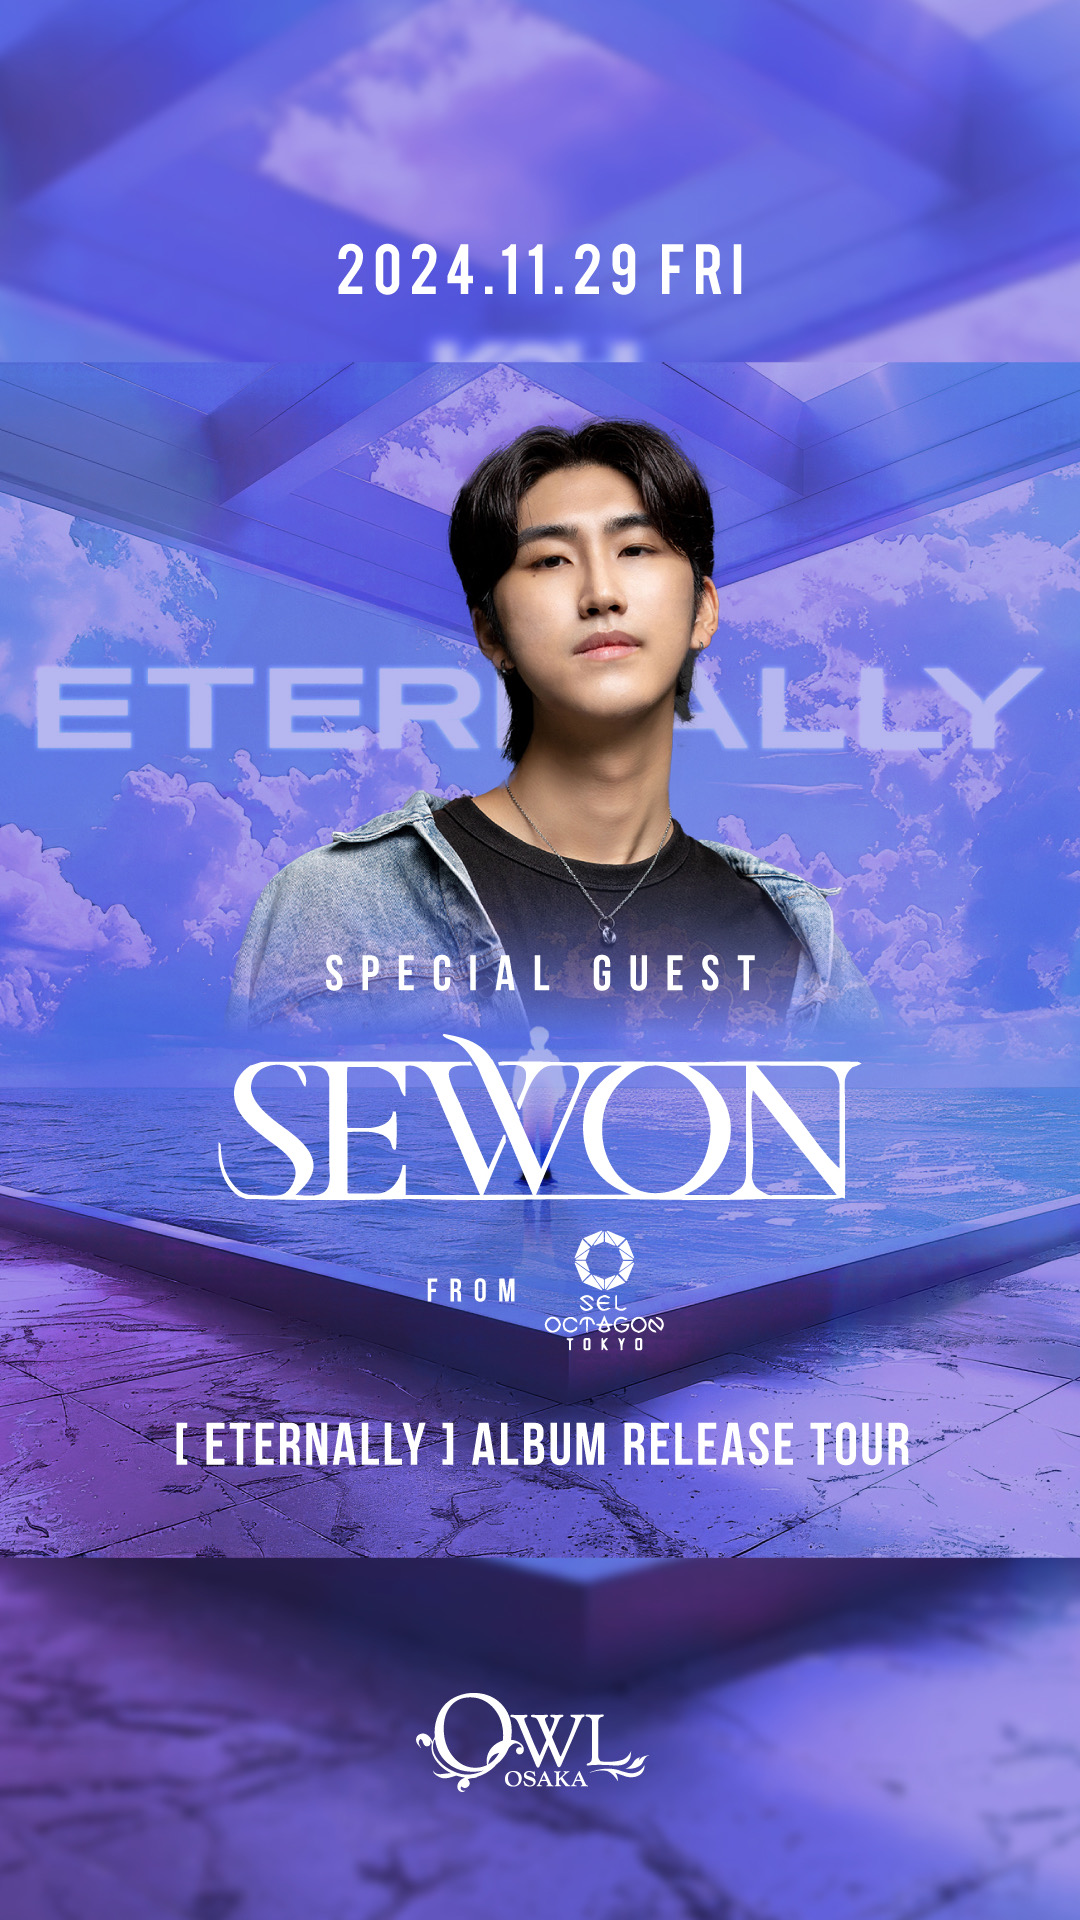 2024.11.29 FRI
ETERNALLY
SPECIAL GUEST
SEWON
FROM
SEL
OCTAGON
TOKYO
[ ETERNALLY ] ALBUM RELEASE TOUR
OWL
OSAKA